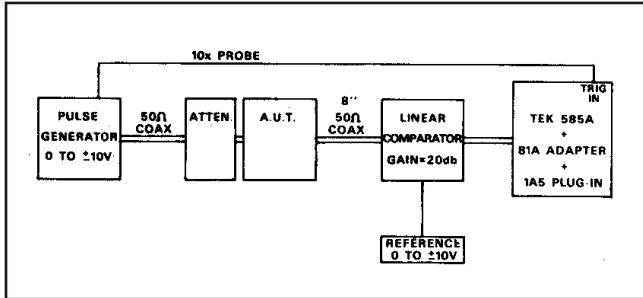 10x PROBE
TRIG
IN
PULSE
GENERATOR
0 TO ±10V
50Ω
COAX
ATTEN.
A.U.T.
8"
50Ω
COAX
LINEAR
COMPARATOR
GAIN=20db
TEK 585A
+
81A ADAPTER
+
1A5 PLUG-IN
REFERENCE
0 TO ±10V